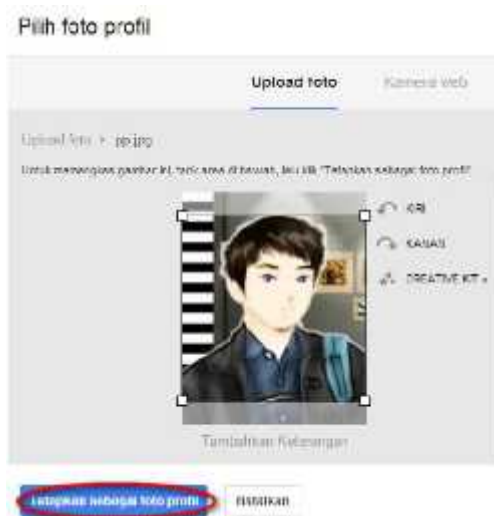 Pilih foto profil
Upload foto Kamera web
Upload foto > pp.jpg
Untuk memangkas gambar ini, tarik area di bawah, lalu klik "Tetapkan sebagai foto profil"
KIRI
KANAN
CREATIVE KIT
Tambahkan Keterangan
Tetapkan sebagai foto profil Batalkan